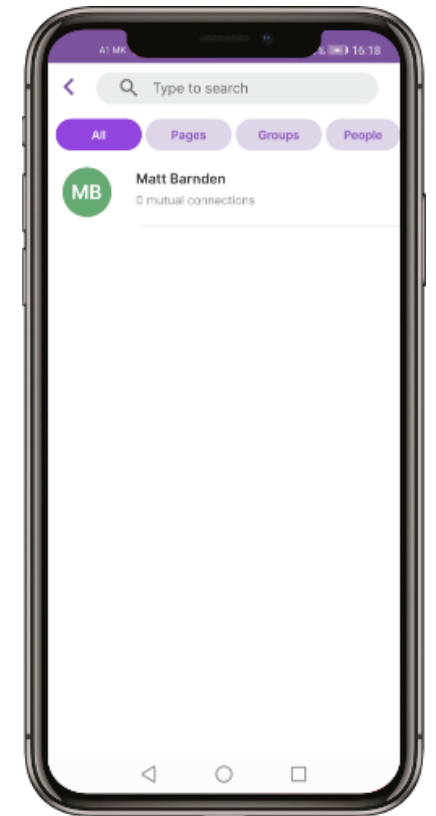 A1 MK
16:18
Type to search
All Pages Groups People
MB
Matt Barnden
0 mutual connections